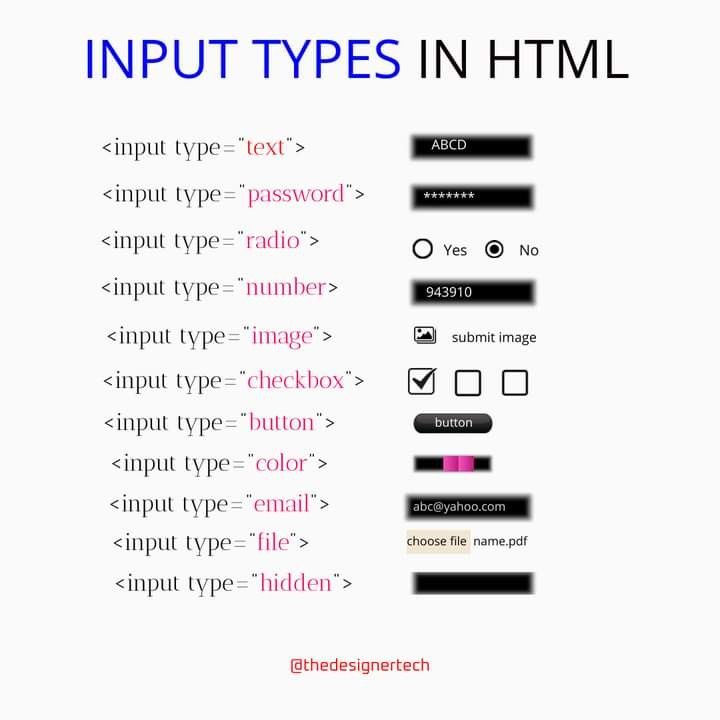 INPUT TYPES IN HTML
<input type="text"> ABCD
<input type="password"> *******
<input type="radio"> Yes No
<input type="number> 943910
<input type="image"> submit image
<input type="checkbox">
<input type="button"> button
<input type="color">
<input type="email"> abc@yahoo.com
<input type="file"> choose file name.pdf
<input type="hidden">
@thedesignertech